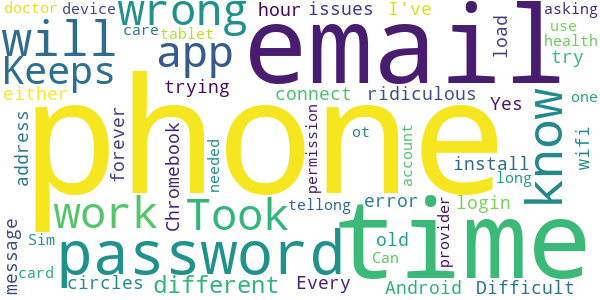 doctor device wrong hour issues I've asking
care tablet email load use
will app health
Keeps trying try
either connect ridiculous one
phone Yes know
address forever Chromebook needed permission ot account install wifi
long
work Took tellong error login
message Sim password time provider
old
Can
card circles different Every Android Difficult